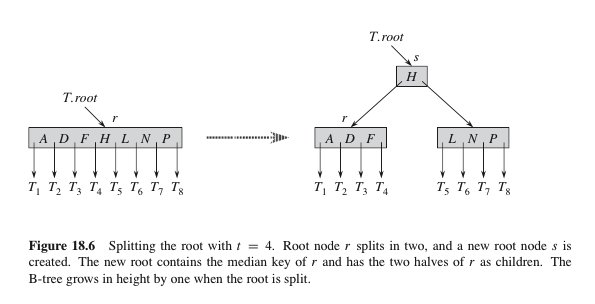 T.root
s
H
T.root
r
A D F H L N P
r
A D F
L N P
T1 T2 T3 T4 T5 T6 T7 T8
T1 T2 T3 T4
T5 T6 T7 T8
Figure 18.6 Splitting the root with t = 4. Root node r splits in two, and a new root node s is
created. The new root contains the median key of r and has the two halves of r as children. The
B-tree grows in height by one when the root is split.